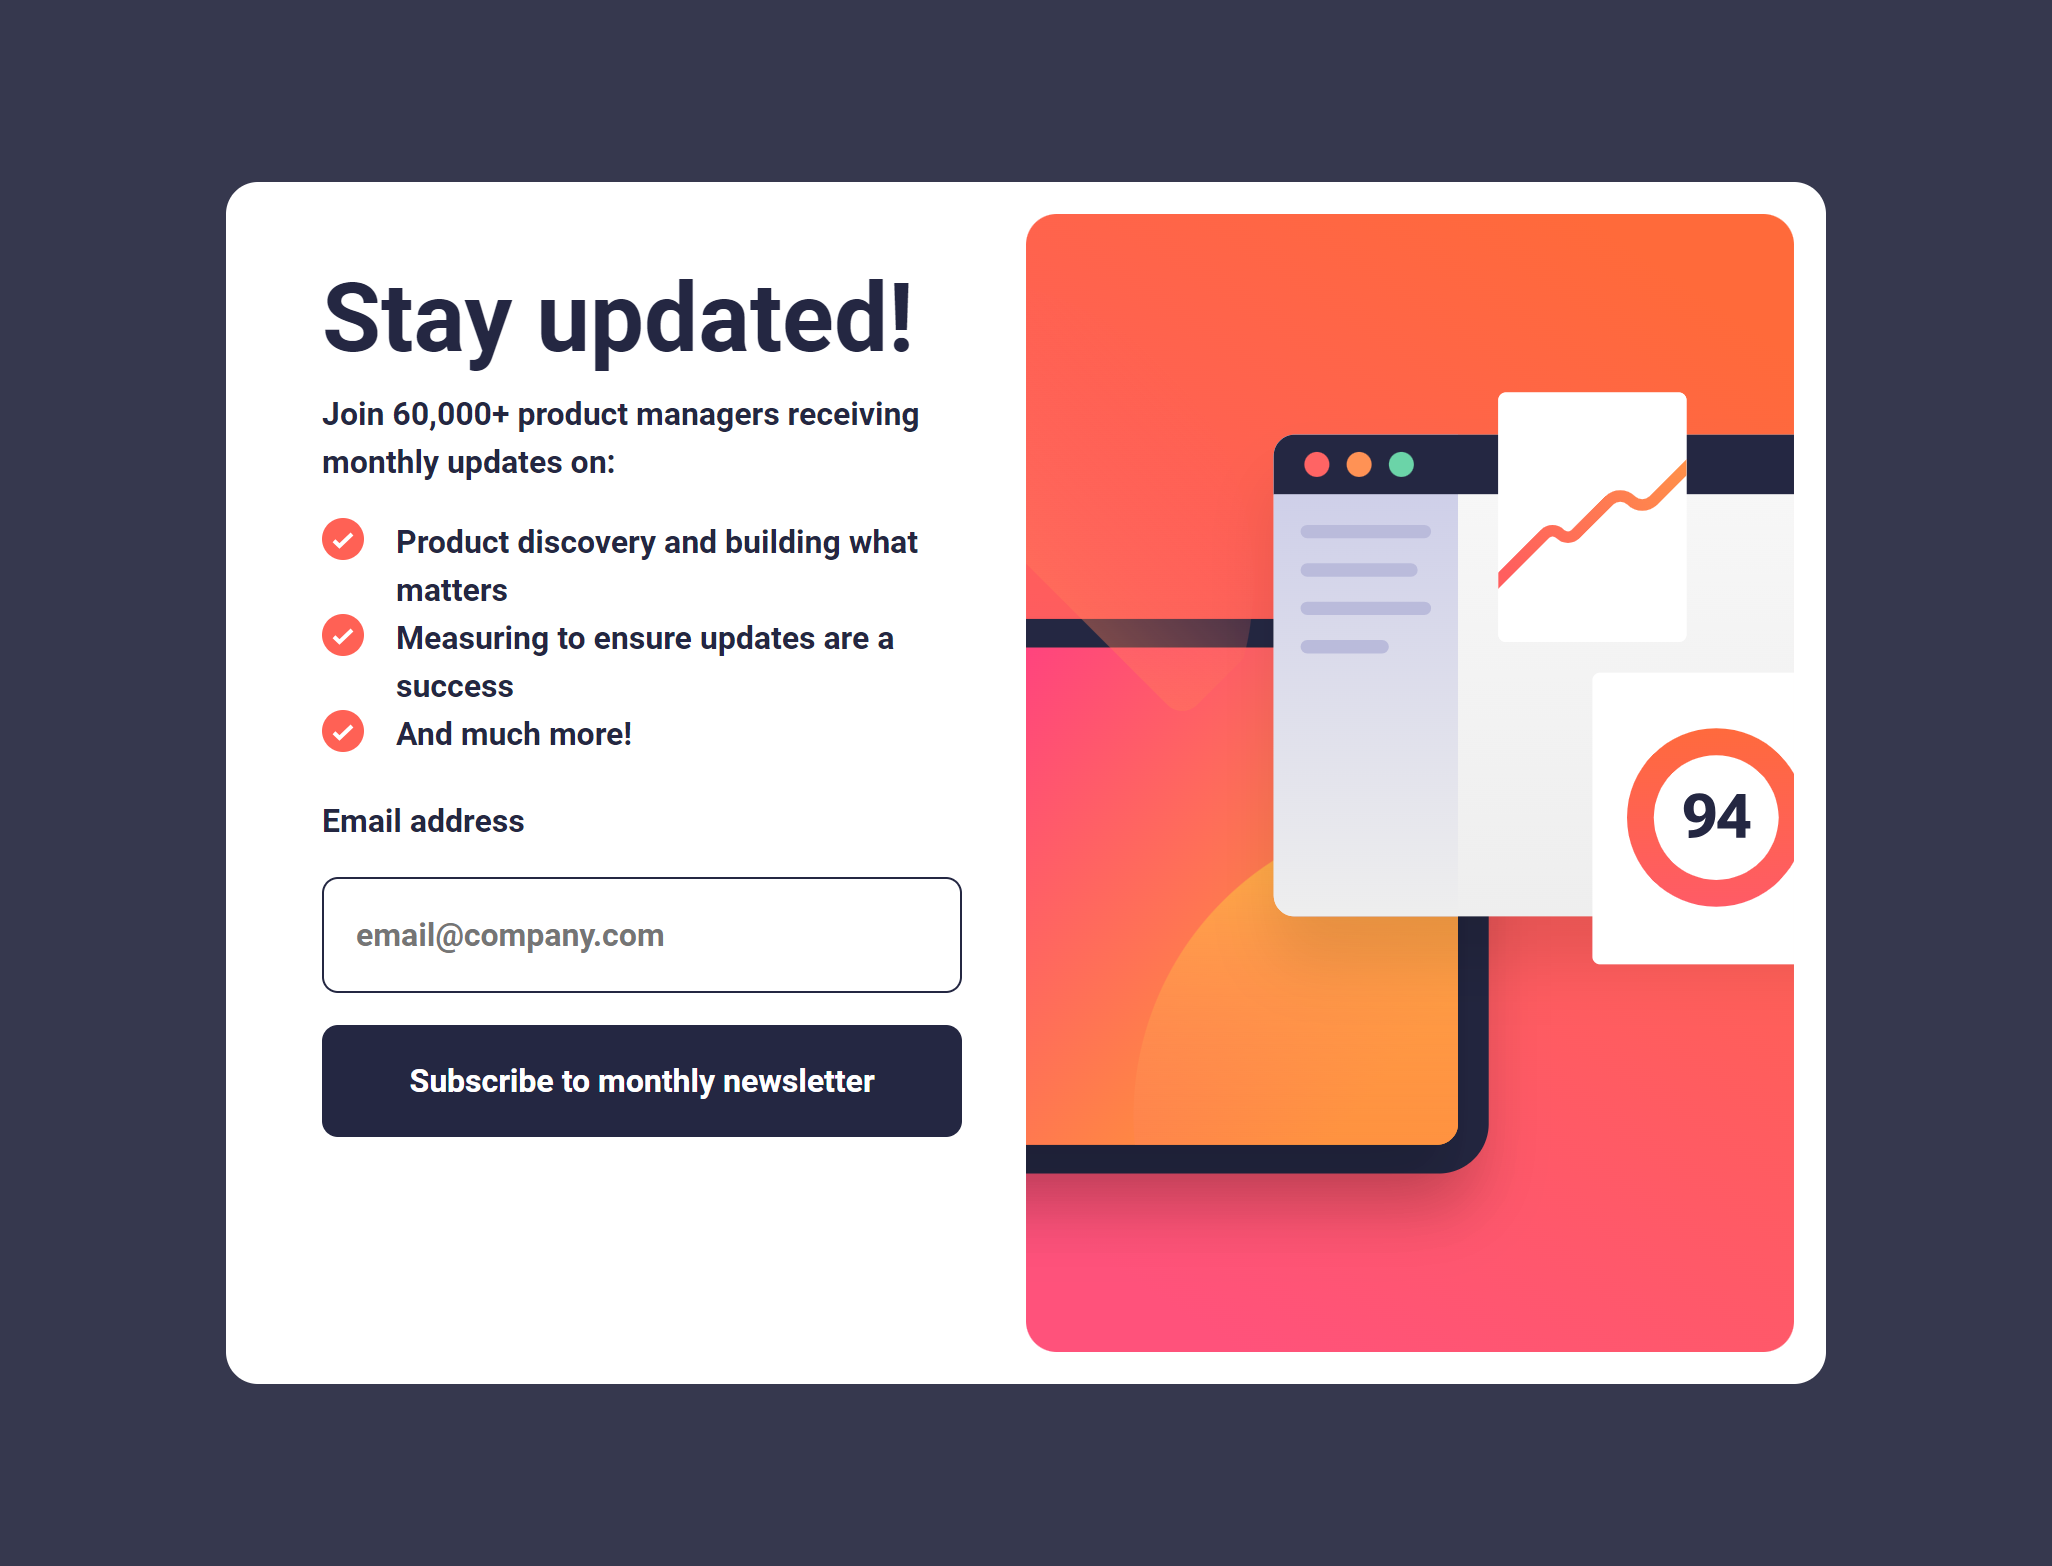 Stay updated!
Join 60,000+ product managers receiving
monthly updates on:
Product discovery and building what
matters
Measuring to ensure updates are a
success
And much more!
Email address
email@company.com
Subscribe to monthly newsletter
94